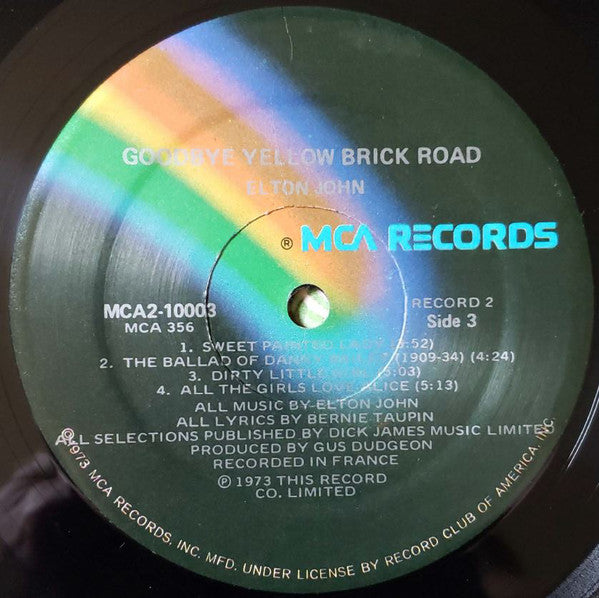 GOODBYE YELLOW BRICK ROAD
ELTON JOHN
® MCA RECORDS
MCA2-10003
MCA 356
RECORD 2
Side 3
1. SWEET PAINTED LADY (3:52)
2. THE BALLAD OF DANNY BAILEY (1909-34) (4:24)
3. DIRTY LITTLE GIRL (5:03)
4. ALL THE GIRLS LOVE ALICE (5:13)
ALL MUSIC BY ELTON JOHN
ALL LYRICS BY BERNIE TAUPIN
ALL SELECTIONS PUBLISHED BY DICK JAMES MUSIC LIMITED
PRODUCED BY GUS DUDGEON
RECORDED IN FRANCE
℗ 1973 THIS RECORD
CO. LIMITED
©1973 MCA RECORDS, INC. MFD. UNDER LICENSE BY RECORD CLUB OF AMERICA, INC.